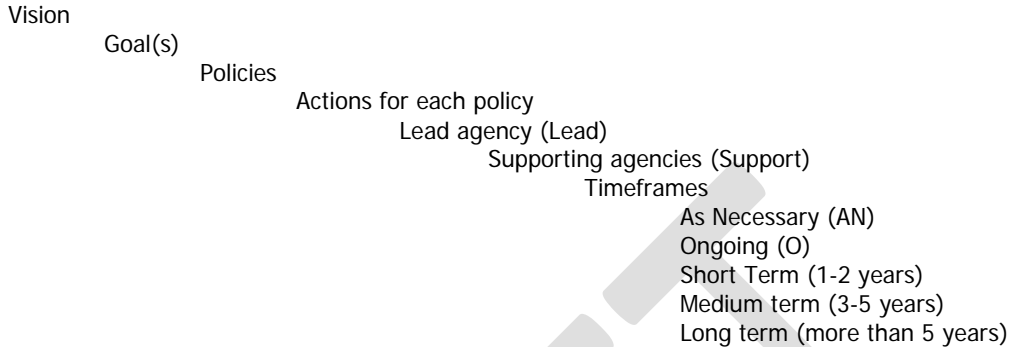 Vision
Goal(s)
Policies
Actions for each policy
Lead agency (Lead)
Supporting agencies (Support)
Timeframes
As Necessary (AN)
Ongoing (O)
Short Term (1-2 years)
Medium term (3-5 years)
Long term (more than 5 years)